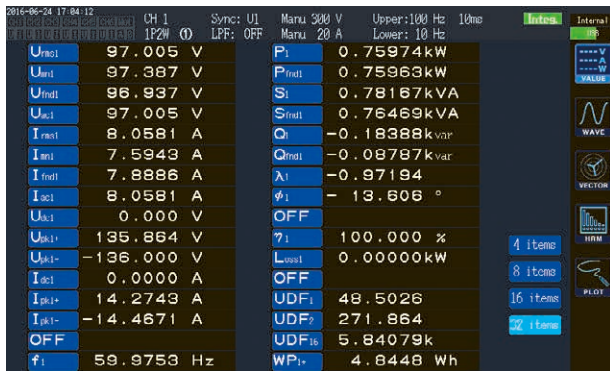 2016-06-24 17:04:12
CH 1 Sync: U1 Manu 300 V Upper:100 Hz 10ms Integ. Internal
1P2W (1) LPF: OFF Manu 20 A Lower: 10 Hz USB
Urms1 97.005 V
Umn1 97.387 V
Ufnd1 96.937 V
Uac1 97.005 V
Irms1 8.0581 A
Imn1 7.5943 A
Ifnd1 7.8886 A
Iac1 8.0581 A
Udc1 0.000 V
Upk1+ 135.864 V
Upk1- -136.000 V
Idc1 0.0000 A
Ipk1+ 14.2743 A
Ipk1- -14.4671 A
OFF
f1 59.9753 Hz
P1 0.75974kW
Pfnd1 0.75963kW
S1 0.78167kVA
Sfnd1 0.76469kVA
Q1 -0.18388kvar
Qfnd1 -0.08787kvar
λ1 -0.97194
ϕ1 - 13.606 °
OFF
η1 100.000 %
Loss1 0.00000kW
OFF
UDF1 48.5026
UDF2 271.864
UDF16 5.84079k
WP1+ 4.8448 Wh
4 items
8 items
16 items
32 items
V
A
W
VALUE
WAVE
VECTOR
HRM
PLOT